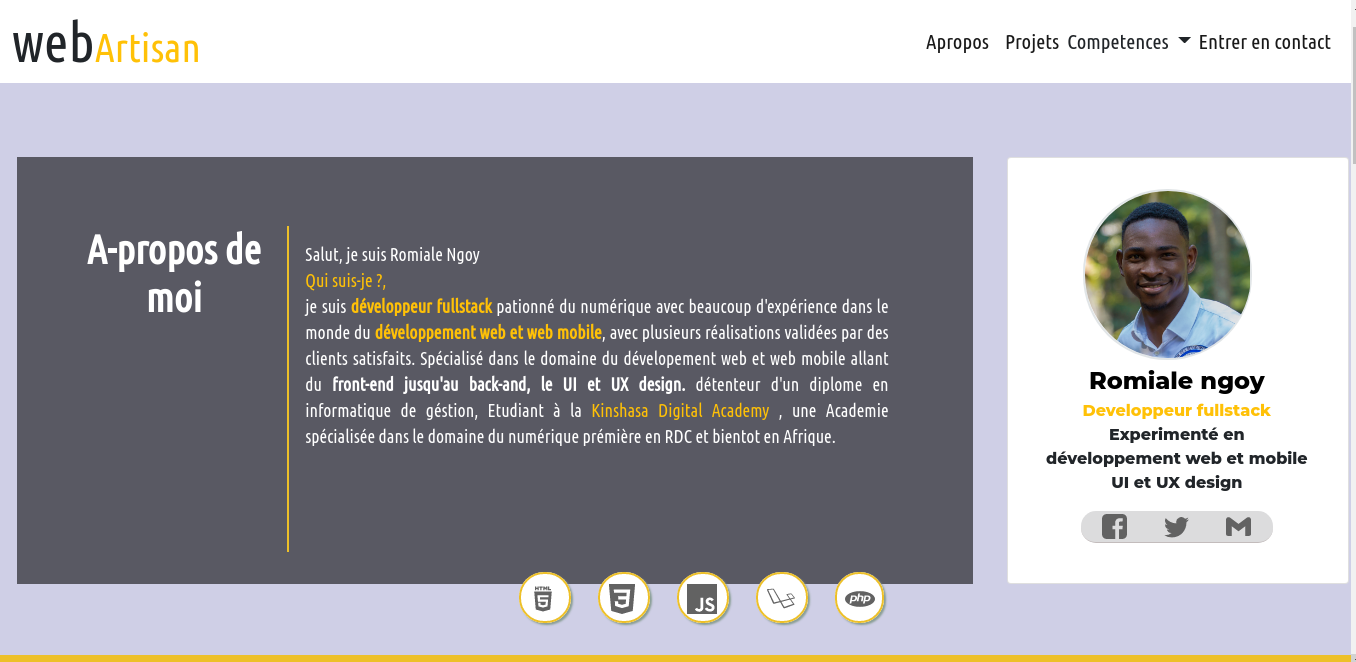 webArtisan
Apropos Projets Competences Entrer en contact
A-propos de
moi
Salut, je suis Romiale Ngoy
Qui suis-je ?,
je suis développeur fullstack pationné du numérique avec beaucoup d'expérience dans le
monde du développement web et web mobile, avec plusieurs réalisations validées par des
clients satisfaits. Spécialisé dans le domaine du dévelopement web et web mobile allant
du front-end jusqu'au back-and, le UI et UX design. détenteur d'un diplome en
informatique de géstion, Etudiant à la Kinshasa Digital Academy , une Academie
spécialisée dans le domaine du numérique prémière en RDC et bientot en Afrique.
HTML
5
3
JS
php
Romiale ngoy
Developpeur fullstack
Experimenté en
développement web et mobile
UI et UX design